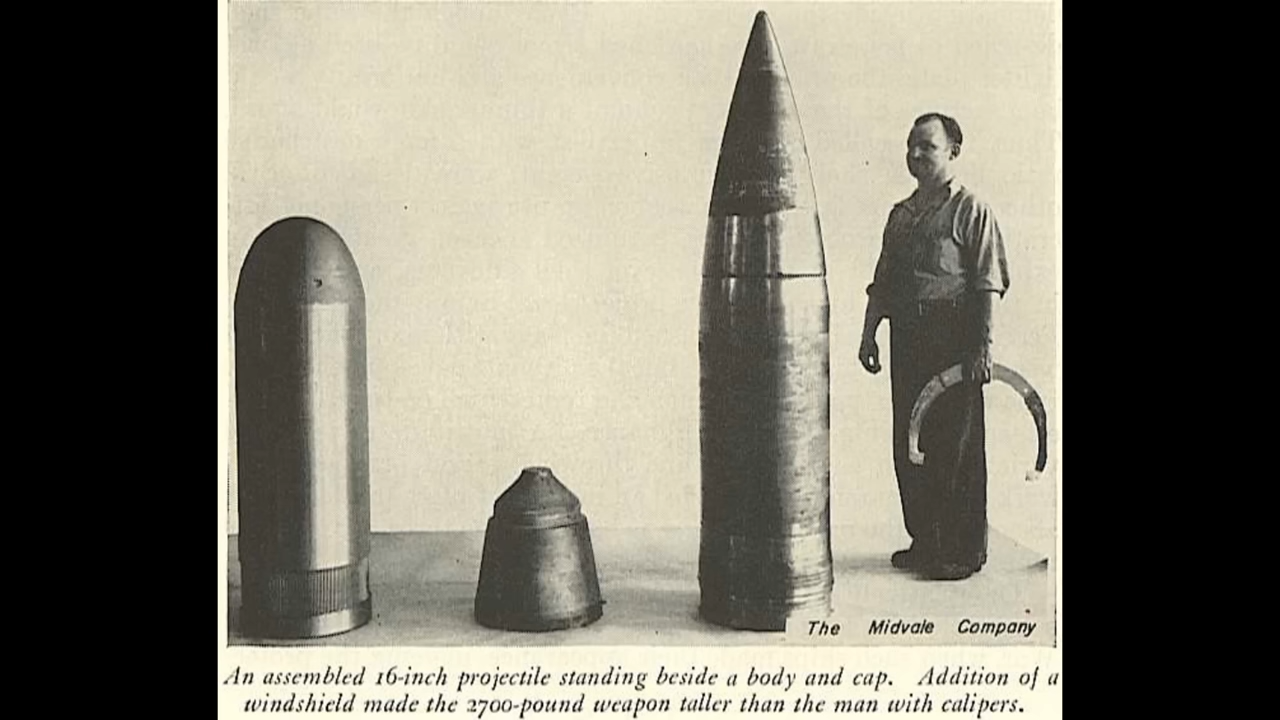 The Midvale Company
An assembled 16-inch projectile standing beside a body and cap. Addition of a
windshield made the 2700-pound weapon taller than the man with calipers.